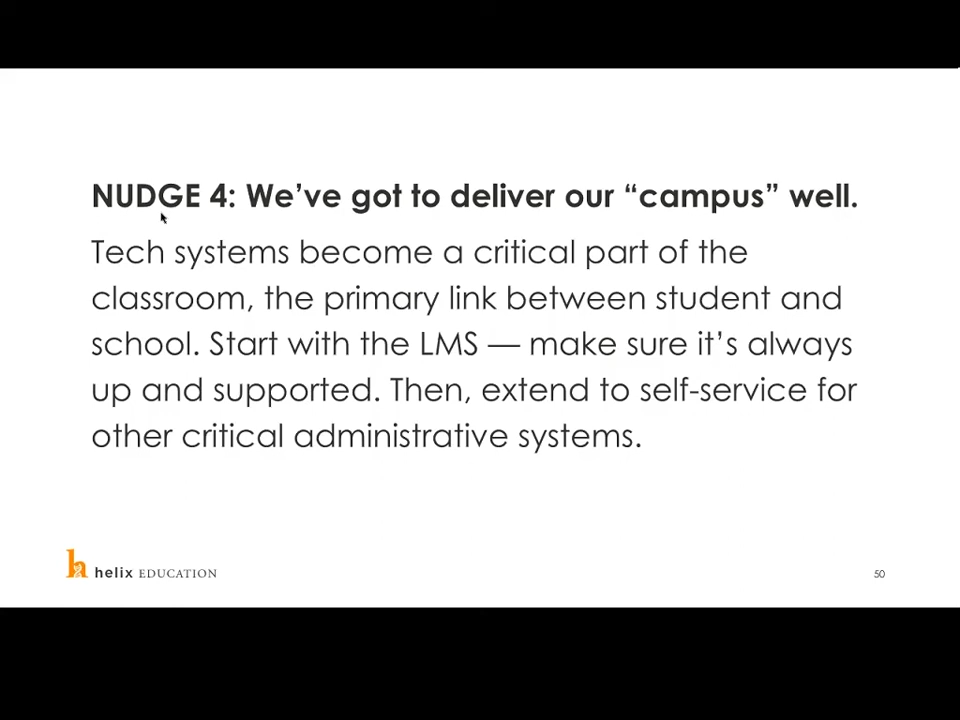 NUDGE 4: We’ve got to deliver our “campus” well.
Tech systems become a critical part of the
classroom, the primary link between student and
school. Start with the LMS — make sure it’s always
up and supported. Then, extend to self-service for
other critical administrative systems.
h helix EDUCATION
50